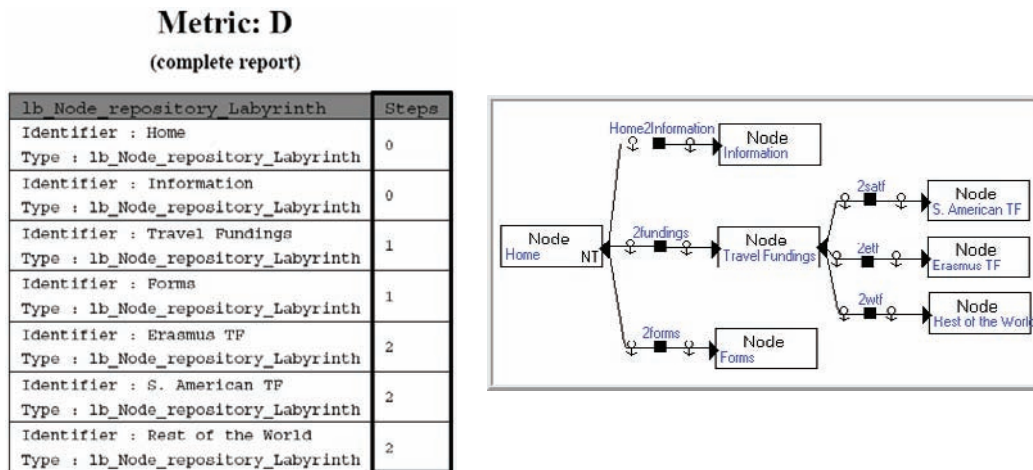 Metric: D
(complete report)
lb_Node_repository_Labyrinth Steps
Identifier : Home
Type : lb_Node_repository_Labyrinth
0
Identifier : Information
Type : lb_Node_repository_Labyrinth
0
Identifier : Travel Fundings
Type : lb_Node_repository_Labyrinth
1
Identifier : Forms
Type : lb_Node_repository_Labyrinth
1
Identifier : Erasmus TF
Type : lb_Node_repository_Labyrinth
2
Identifier : S. American TF
Type : lb_Node_repository_Labyrinth
2
Identifier : Rest of the World
Type : lb_Node_repository_Labyrinth
2
Home2Information
Node
Information
2satf
Node
S. American TF
Node
Home
NT
2fundings
Node
Travel Fundings
2etf
Node
Erasmus TF
2wtf
Node
Rest of the World
2forms
Node
Forms